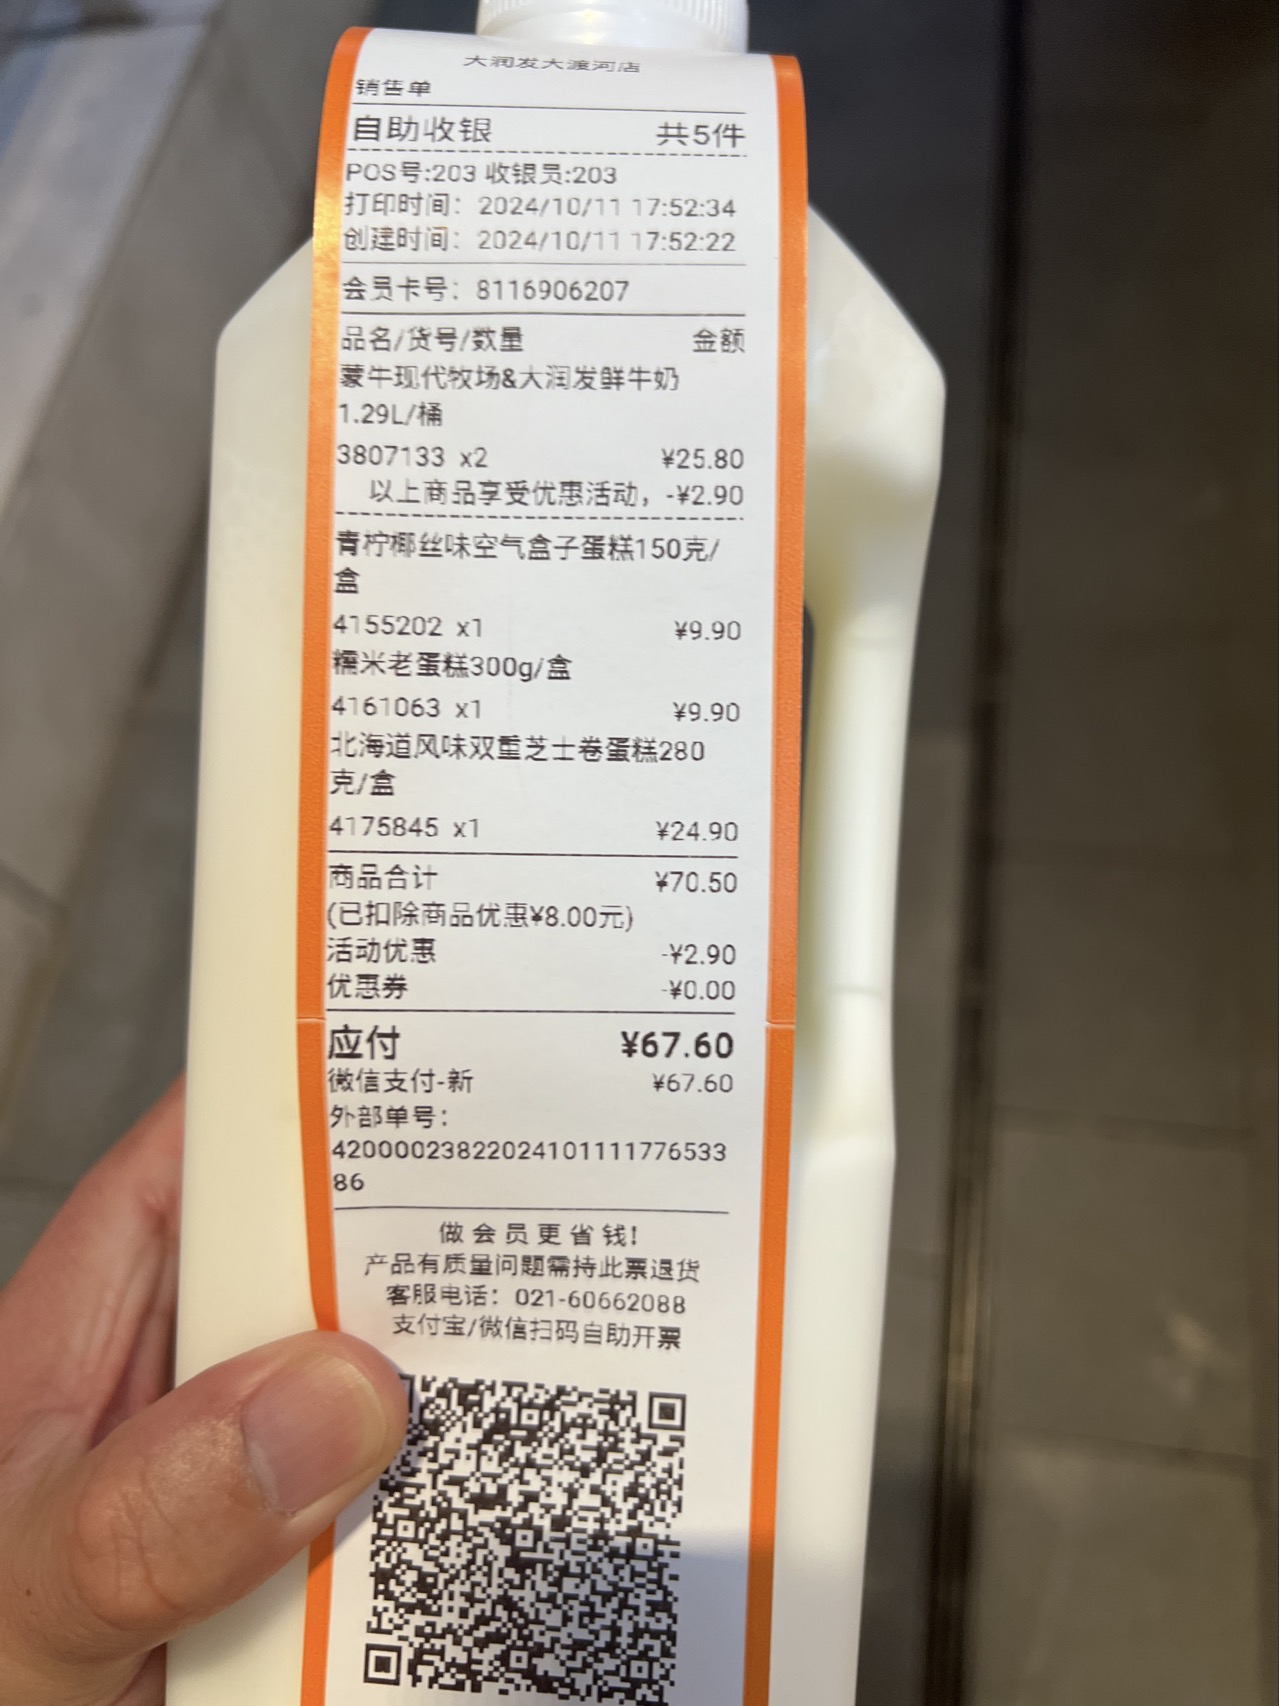 大润发大渡河店
销售单
自助收银 共5件
POS号:203 收银员:203
打印时间： 2024/10/11 17:52:34
创建时间： 2024/10/11 17:52:22
会员卡号： 8116906207
品名/货号/数量 金额
蒙牛现代牧场&大润发鲜牛奶
1.29L/桶
3807133 x2 ¥25.80
以上商品享受优惠活动，-¥2.90
青柠椰丝味空气盒子蛋糕150克/
盒
4155202 x1 ¥9.90
糯米老蛋糕300g/盒
4161063 x1 ¥9.90
北海道风味双重芝士卷蛋糕280
克/盒
4175845 x1 ¥24.90
商品合计 ¥70.50
(已扣除商品优惠¥8.00元)
活动优惠 -¥2.90
优惠券 -¥0.00
应付 ¥67.60
微信支付-新 ¥67.60
外部单号：
42000023822024101111776533
86
做会员更省钱!
产品有质量问题需持此票退货
客服电话： 021-60662088
支付宝/微信扫码自助开票